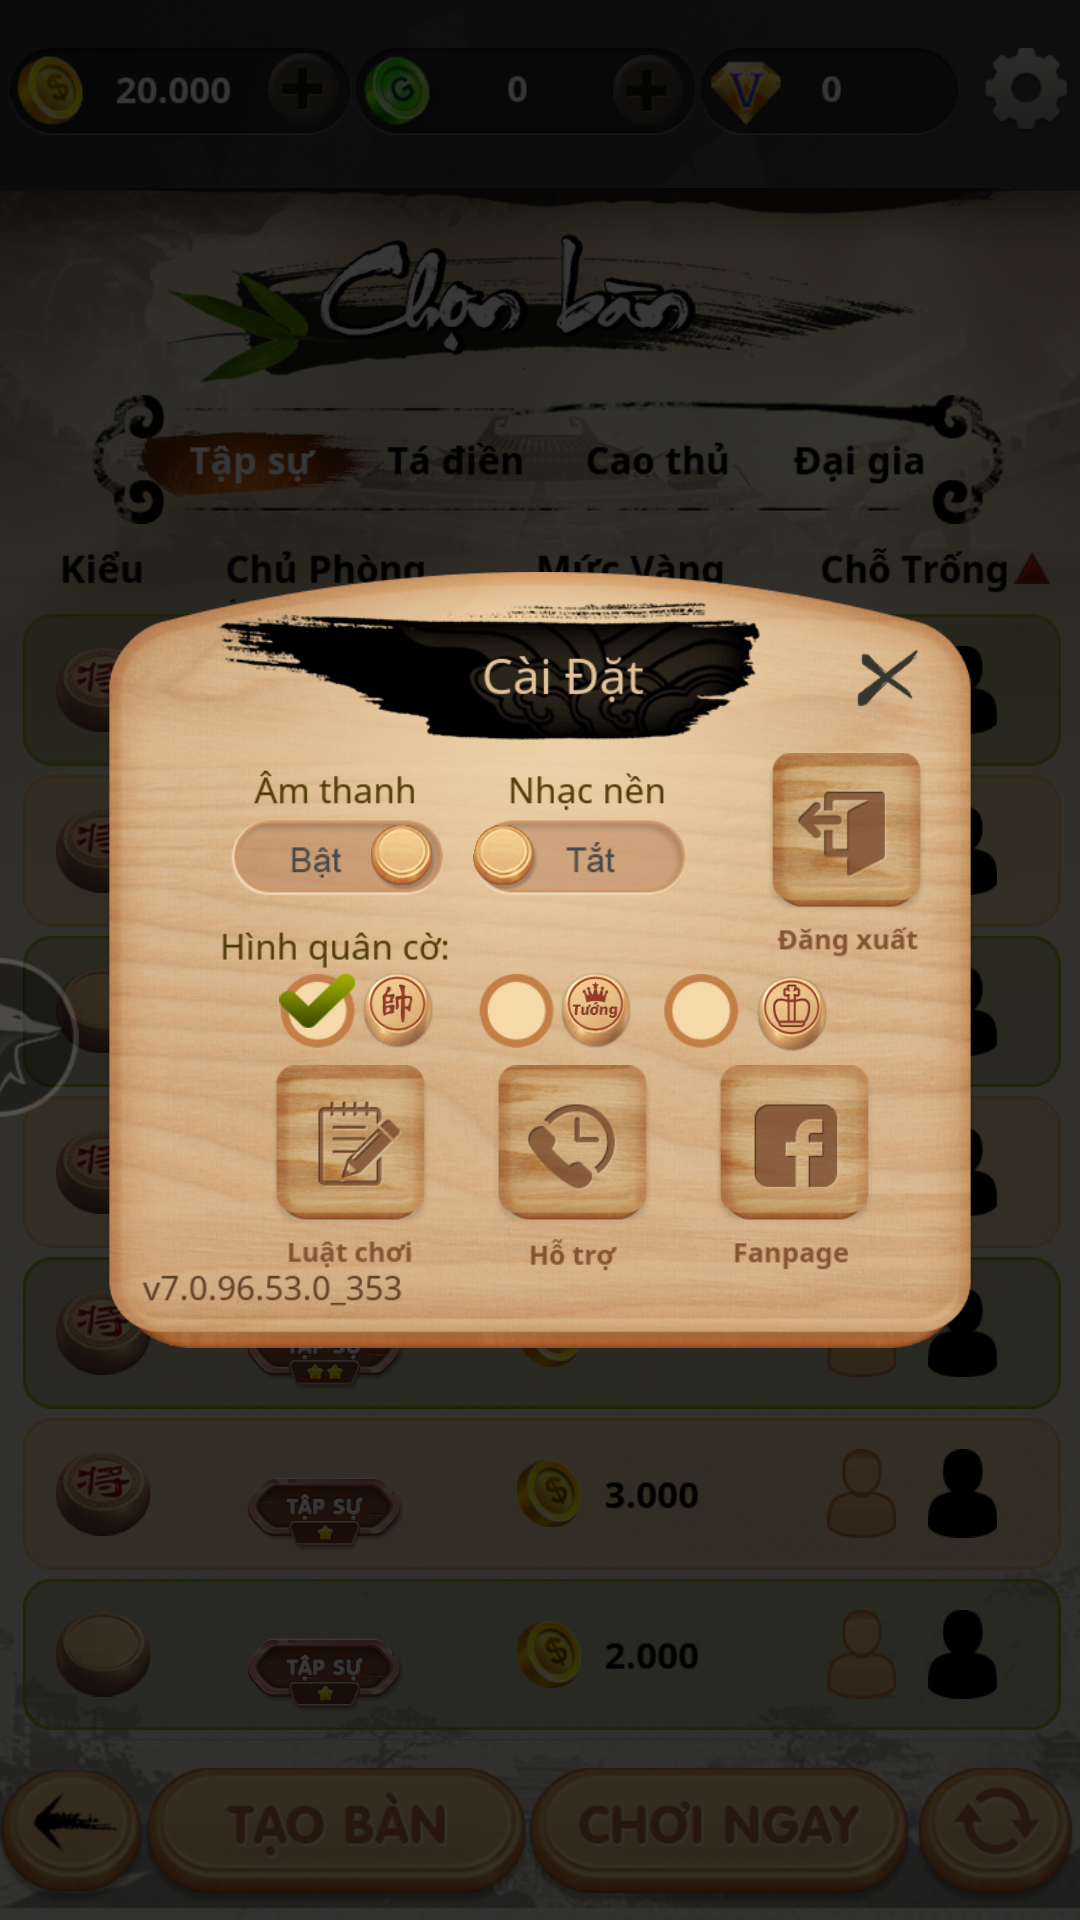 20.000
0
0
Chọn bàn
Tập sự Tá điền Cao thủ Đại gia
Kiểu Chủ Phòng Mức Vàng Chỗ Trống
Cài Đặt
Âm thanh Nhạc nền
Bật Tắt
Đăng xuất
Hình quân cờ:
帥 Tướng
Luật chơi Hỗ trợ Fanpage
v7.0.96.53.0_353
TẬP SỰ
将 TẬP SỰ 3.000
TẬP SỰ 2.000
TẠO BÀN CHƠI NGAY